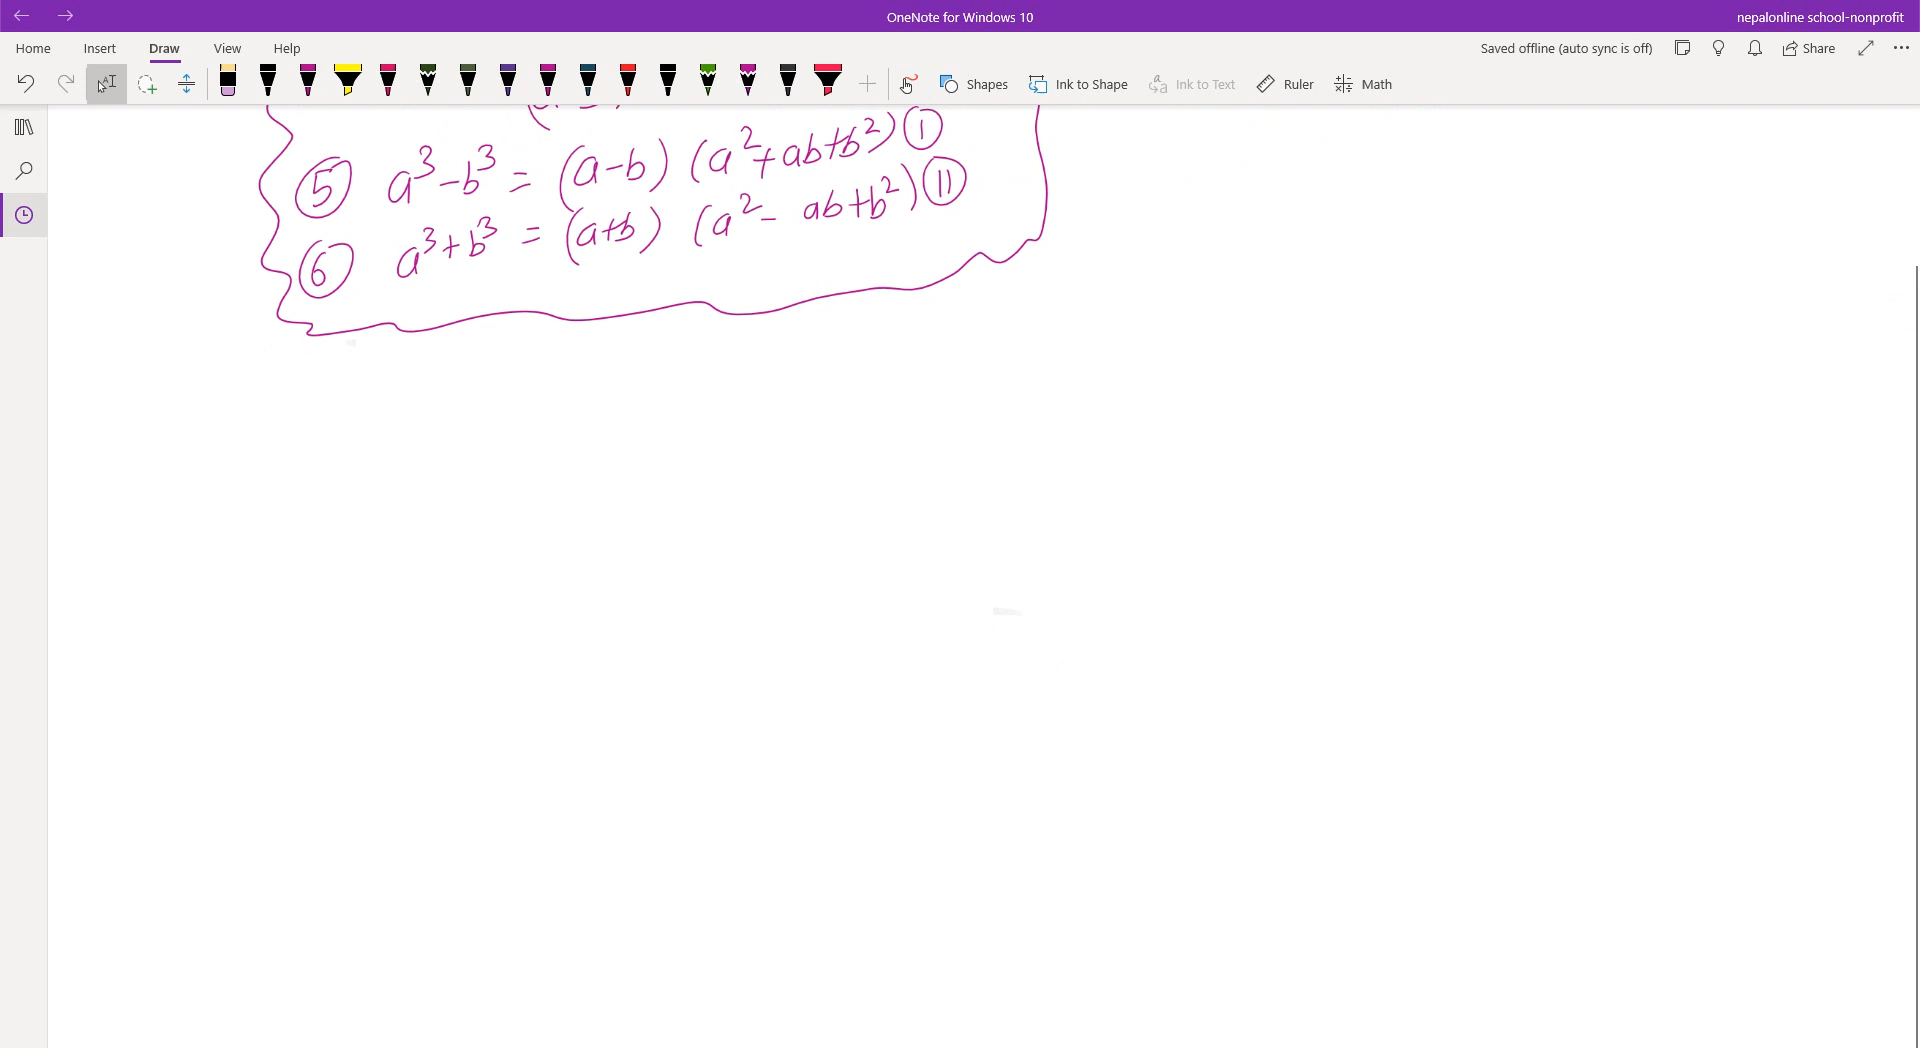 OneNote for Windows 10
nepalonline school-nonprofit
Home Insert Draw View Help
Saved offline (auto sync is off) Share
Shapes Ink to Shape Ink to Text Ruler Math
⑤ a³-b³ = (a-b) (a²+ab+b²) Ⓘ
⑥ a³+b³ = (a+b) (a²- ab+b²) (II)